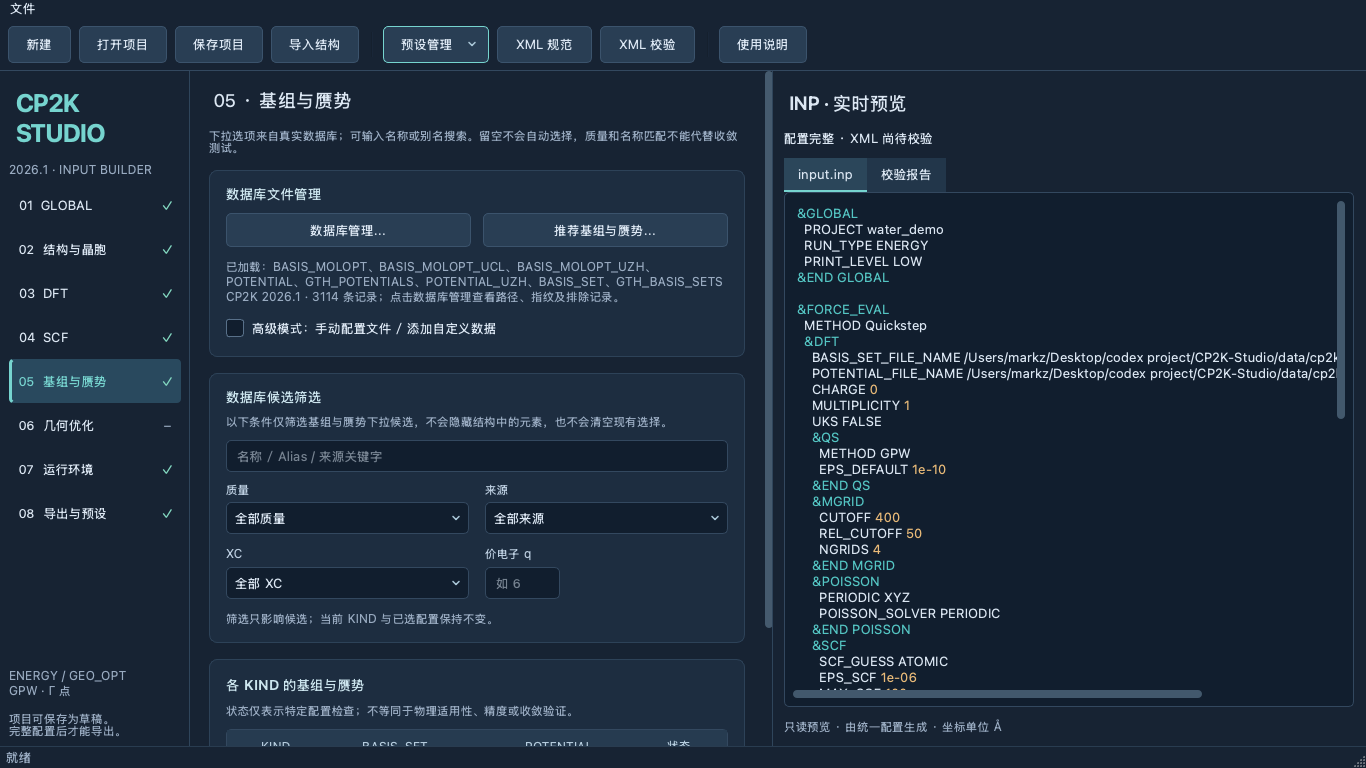 文件
新建
打开项目
保存项目
导入结构
预设管理
XML 规范
XML 校验
使用说明
CP2K
STUDIO
2026.1 · INPUT BUILDER
01 GLOBAL
02 结构与晶胞
03 DFT
04 SCF
05 基组与赝势
06 几何优化
07 运行环境
08 导出与预设
ENERGY / GEO_OPT
GPW · Γ 点
项目可保存为草稿。
完整配置后才能导出。
就绪
05 · 基组与赝势
下拉选项来自真实数据库；可输入名称或别名搜索。留空不会自动选择，质量和名称匹配不能代替收敛
测试。
数据库文件管理
数据库管理...
推荐基组与赝势...
已加载：BASIS_MOLOPT、BASIS_MOLOPT_UCL、BASIS_MOLOPT_UZH、
POTENTIAL、GTH_POTENTIALS、POTENTIAL_UZH、BASIS_SET、GTH_BASIS_SETS
CP2K 2026.1 · 3114 条记录；点击数据库管理查看路径、指纹及排除记录。
高级模式：手动配置文件 / 添加自定义数据
数据库候选筛选
以下条件仅筛选基组与赝势下拉候选，不会隐藏结构中的元素，也不会清空现有选择。
名称 / Alias / 来源关键字
质量
来源
全部质量
全部来源
XC
价电子 q
全部 XC
如 6
筛选只影响候选；当前 KIND 与已选配置保持不变。
各 KIND 的基组与赝势
状态仅表示特定配置检查；不等同于物理适用性、精度或收敛验证。
KIND
BASIS_SET
POTENTIAL
状态
INP · 实时预览
配置完整 · XML 尚待校验
input.inp
校验报告
&GLOBAL
PROJECT water_demo
RUN_TYPE ENERGY
PRINT_LEVEL LOW
&END GLOBAL
&FORCE_EVAL
METHOD Quickstep
&DFT
BASIS_SET_FILE_NAME /Users/markz/Desktop/codex project/CP2K-Studio/data/cp2k
POTENTIAL_FILE_NAME /Users/markz/Desktop/codex project/CP2K-Studio/data/cp2
CHARGE 0
MULTIPLICITY 1
UKS FALSE
&QS
METHOD GPW
EPS_DEFAULT 1e-10
&END QS
&MGRID
CUTOFF 400
REL_CUTOFF 50
NGRIDS 4
&END MGRID
&POISSON
PERIODIC XYZ
POISSON_SOLVER PERIODIC
&END POISSON
&SCF
SCF_GUESS ATOMIC
EPS_SCF 1e-06
只读预览 · 由统一配置生成 · 坐标单位 Å